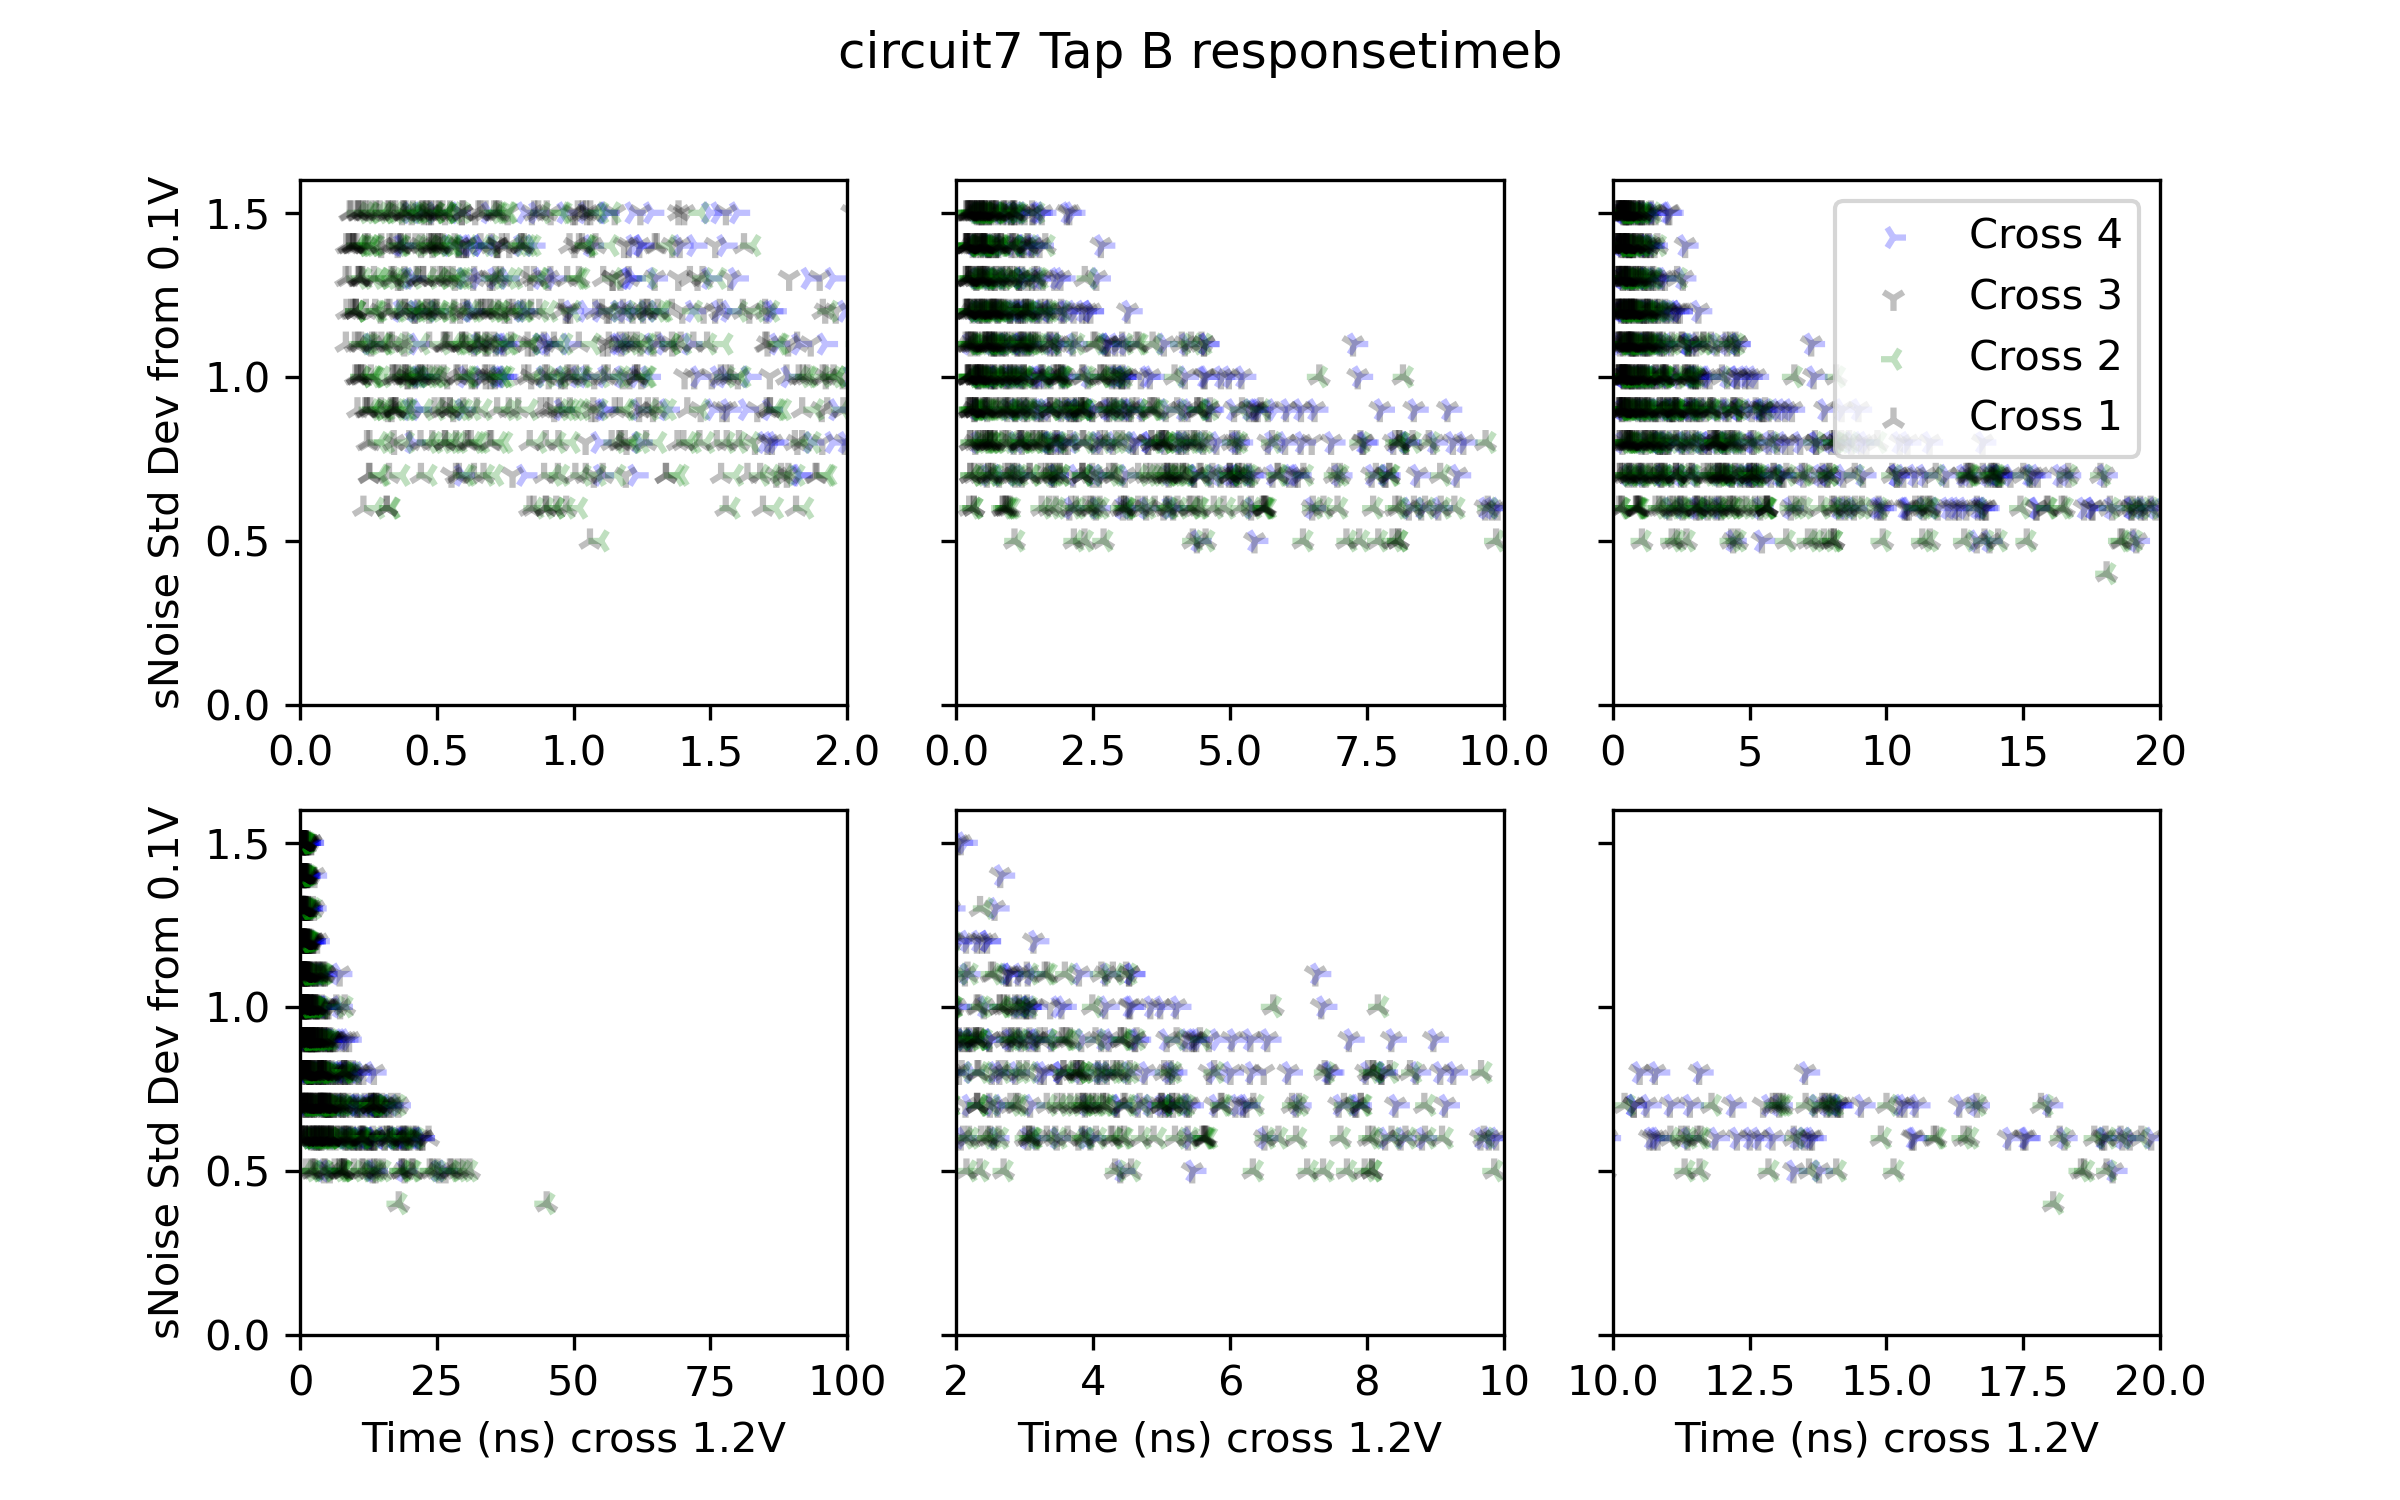 circuit7 Tap B responsetimeb
sNoise Std Dev from 0.1V
1.5
1.0
0.5
0.0
0.0 0.5 1.0 1.5 2.0
0.0 2.5 5.0 7.5 10.0
Cross 4
Cross 3
Cross 2
Cross 1
0 5 10 15 20
sNoise Std Dev from 0.1V
1.5
1.0
0.5
0.0
0 25 50 75 100
Time (ns) cross 1.2V
2 4 6 8 10
Time (ns) cross 1.2V
10.0 12.5 15.0 17.5 20.0
Time (ns) cross 1.2V